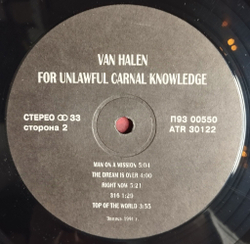 VAN HALEN
FOR UNLAWFUL CARNAL KNOWLEDGE
СТЕРЕО 33
сторона 2
П93 00550
ATR 30122
MAN ON A MISSION 5:04
THE DREAM IS OVER 4:00
RIGHT NOW 5:21
316 1:29
TOP OF THE WORLD 3:55
1991 г.